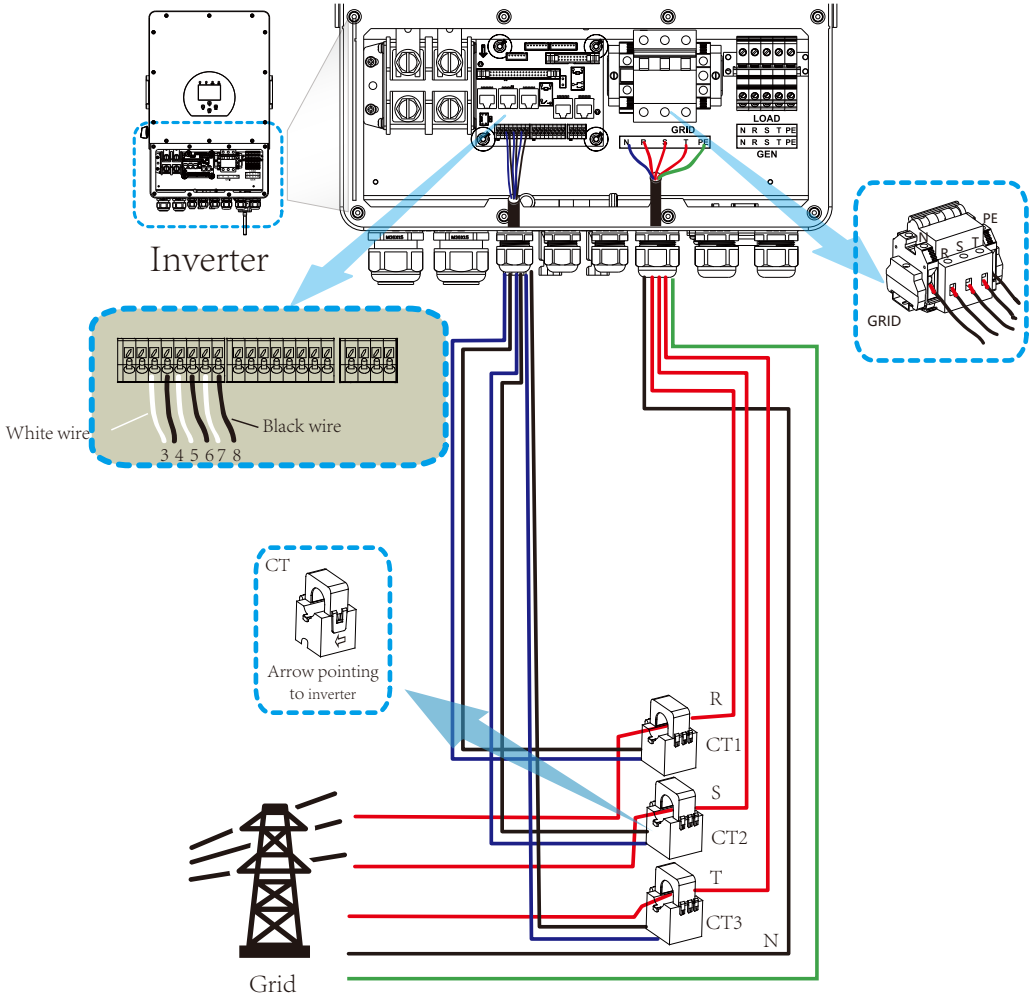 LOAD
N R S T PE
GEN
GRID
N R S T PE
Inverter
N
R
S
T
PE
GRID
White wire
Black wire
3 4 5 6 7 8
CT
Arrow pointing
to inverter
R
CT1
S
CT2
T
CT3
N
Grid